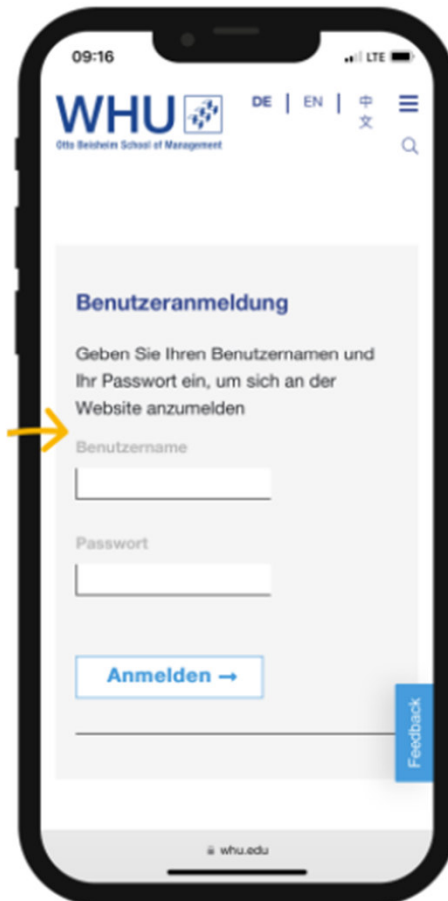 09:16
LTE
WHU
Otto Beisheim School of Management
DE | EN | 中文
Benutzeranmeldung
Geben Sie Ihren Benutzernamen und
Ihr Passwort ein, um sich an der
Website anzumelden
Benutzername
Passwort
Anmelden →
Feedback
whu.edu